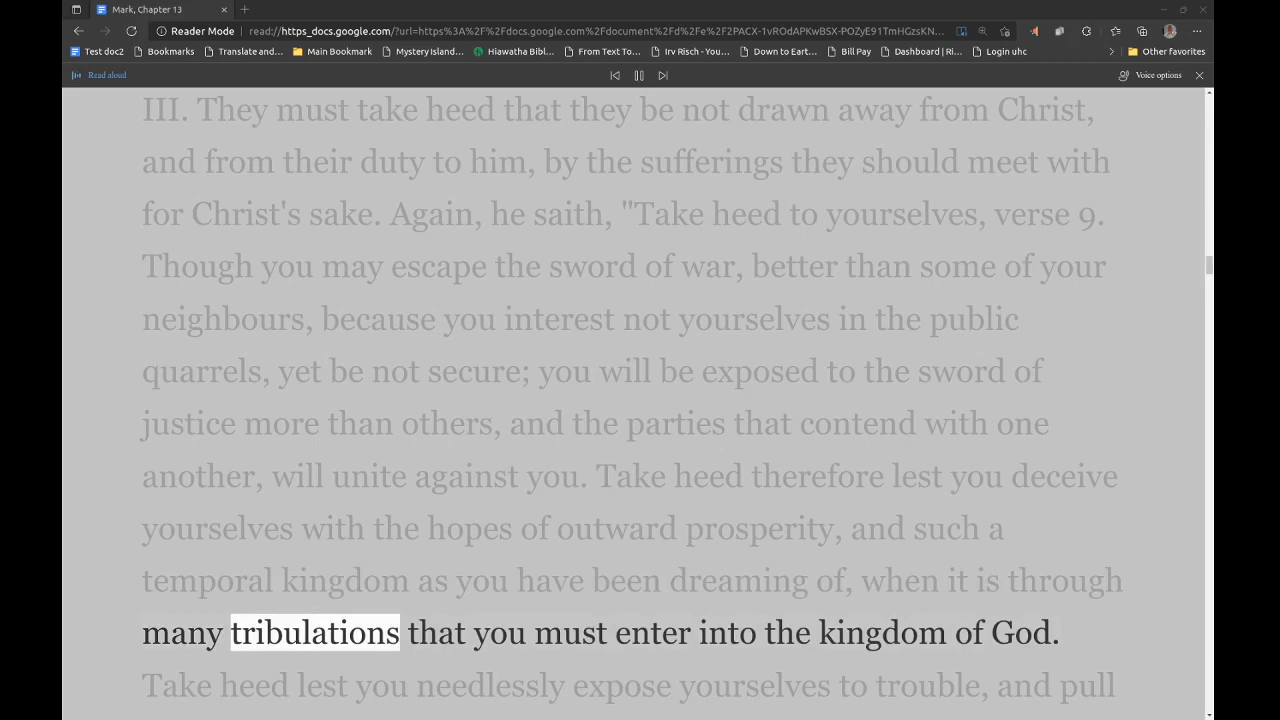 Mark, Chapter 13
Reader Mode
read://https_docs.google.com/?url=https%3A%2F%2Fdocs.google.com%2Fdocument%2Fd%2Fe%2F2PACX-1vROdAPKwBSX-POZyE91TmHGzsKN...
Test doc2 Bookmarks Translate and... Main Bookmark Mystery Island... Hiawatha Bibl... From Text To... Irv Risch - You... Down to Eart... Bill Pay Dashboard | Ri... Login uhc Other favorites
Read aloud Voice options
III. They must take heed that they be not drawn away from Christ,
and from their duty to him, by the sufferings they should meet with
for Christ's sake. Again, he saith, "Take heed to yourselves, verse 9.
Though you may escape the sword of war, better than some of your
neighbours, because you interest not yourselves in the public
quarrels, yet be not secure; you will be exposed to the sword of
justice more than others, and the parties that contend with one
another, will unite against you. Take heed therefore lest you deceive
yourselves with the hopes of outward prosperity, and such a
temporal kingdom as you have been dreaming of, when it is through
many tribulations that you must enter into the kingdom of God.
Take heed lest you needlessly expose yourselves to trouble, and pull